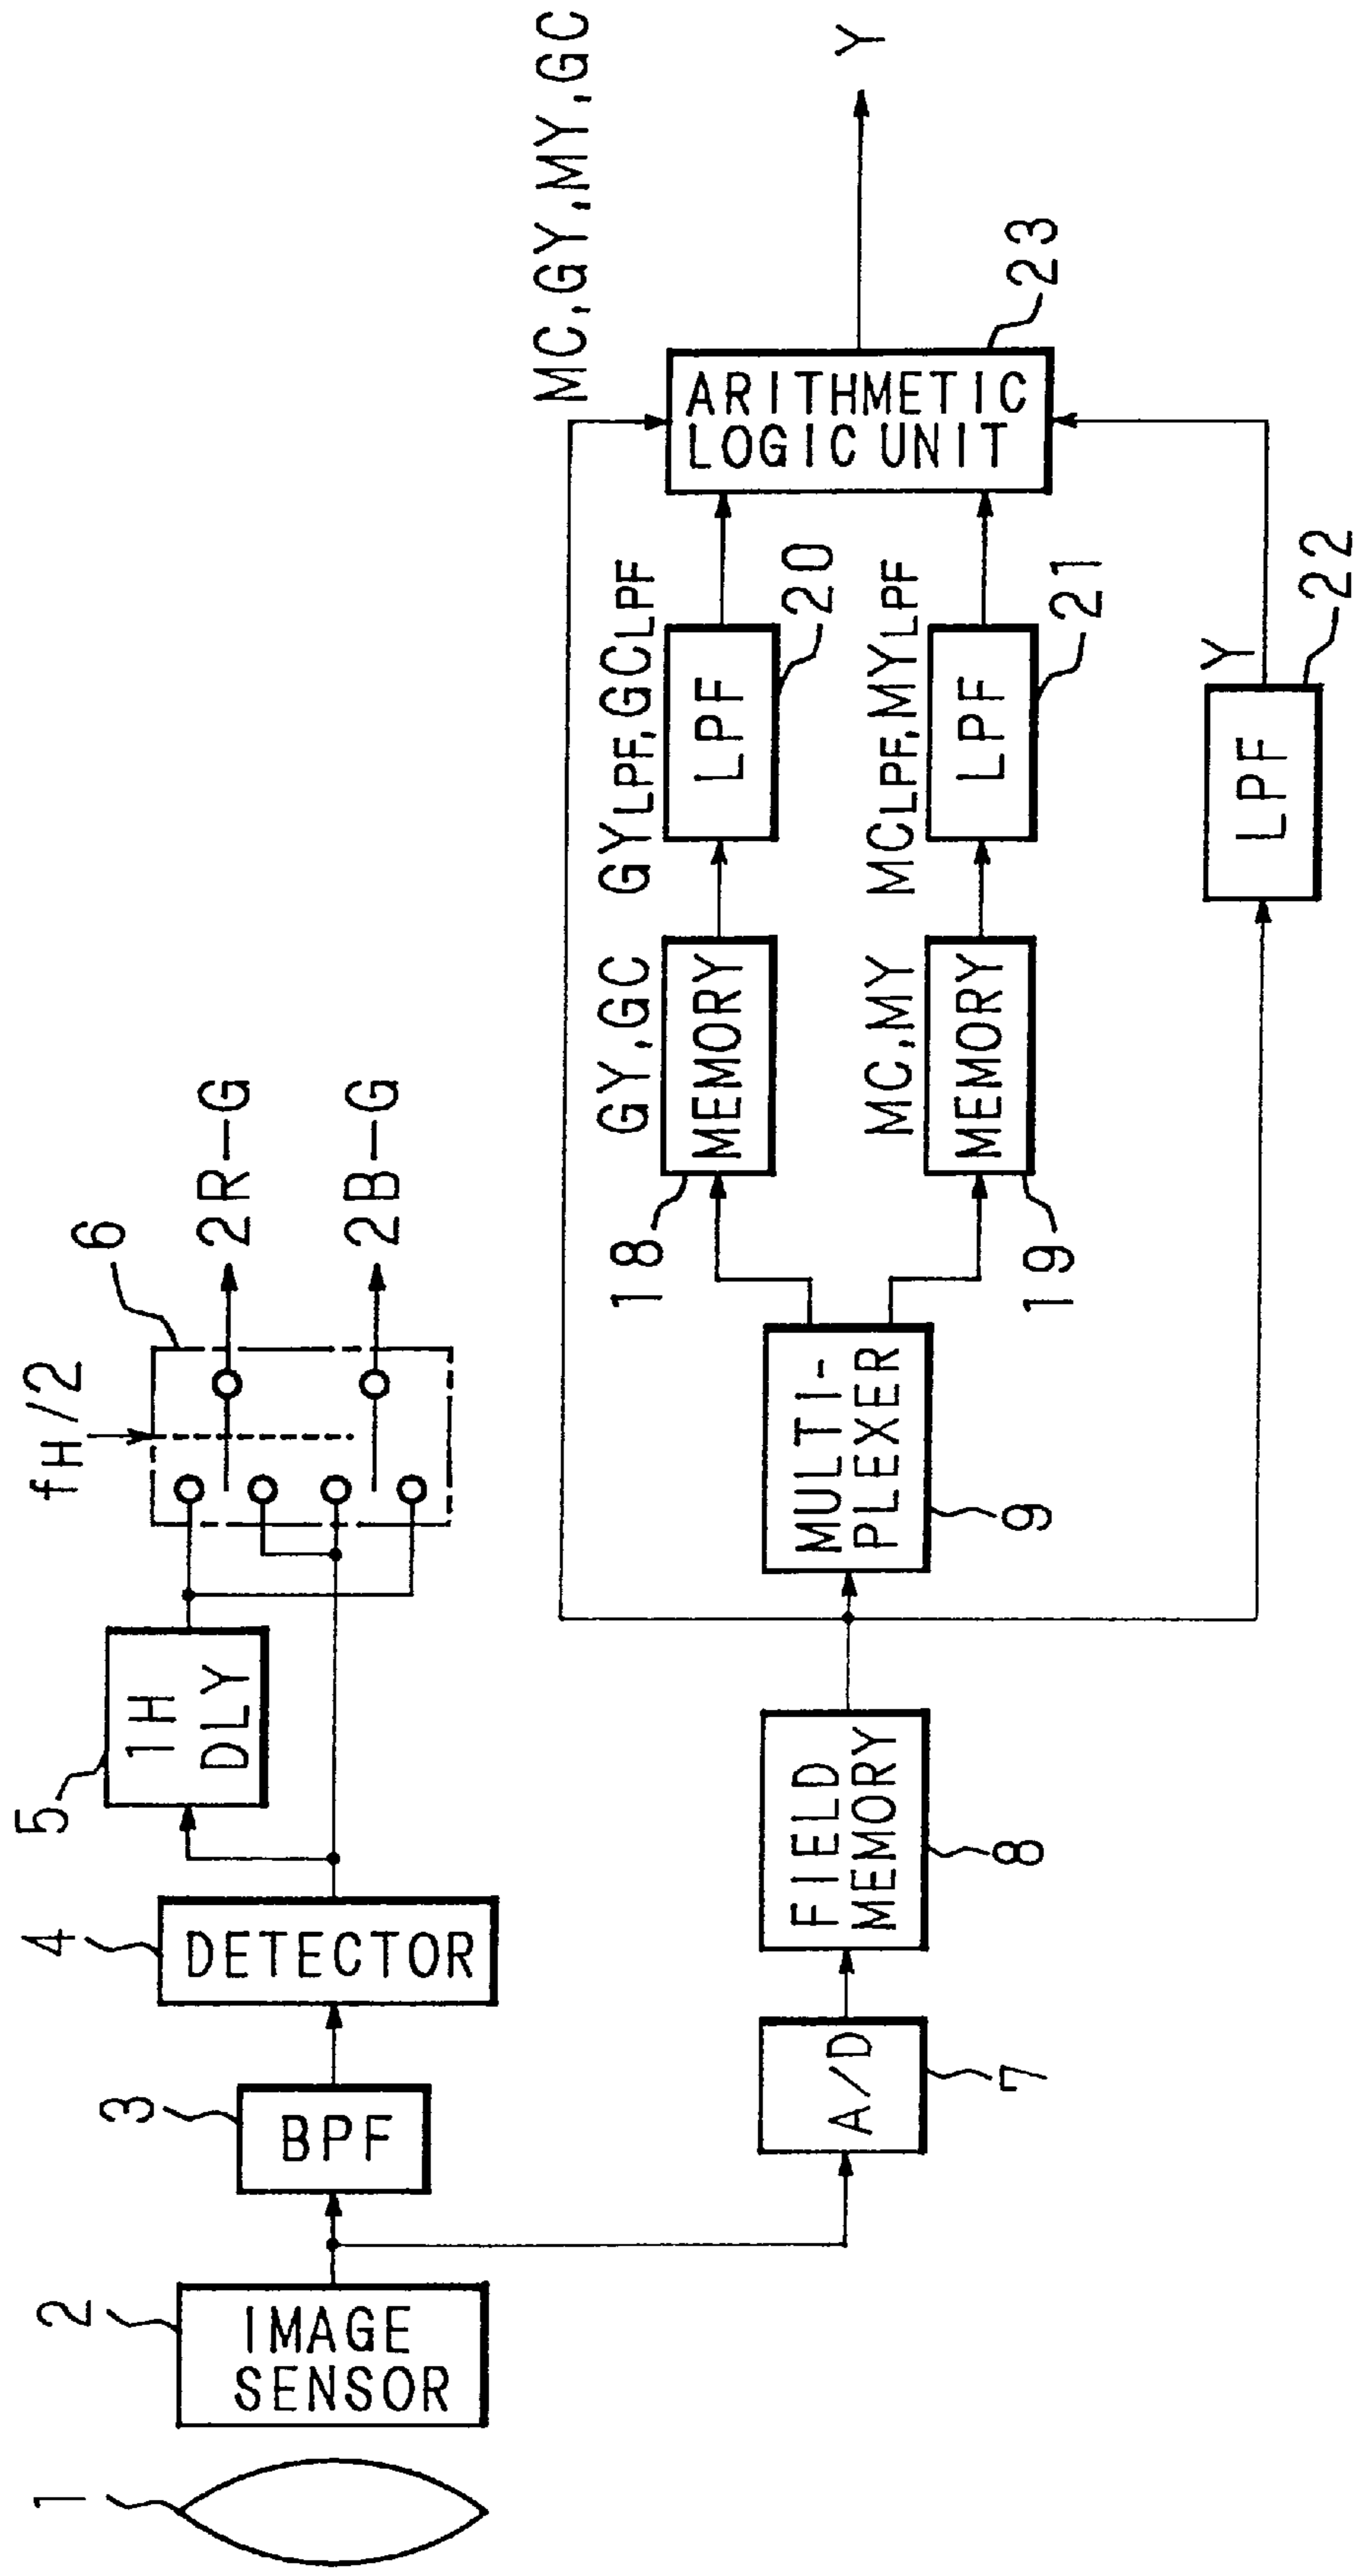 1
2
IMAGE
SENSOR
3
BPF
4
DETECTOR
5
1H
DLY
fH/2
6
2R-G
2B-G
7
A/D
8
FIELD
MEMORY
9
MULTI-
PLEXER
18
MEMORY
GY,GC
19
MEMORY
MC,MY
GYLPF,GCLPF
LPF
20
MCLPF,MYLPF
LPF
21
Y
LPF
22
MC,GY,MY,GC
ARITHMETIC
LOGIC UNIT
23
Y